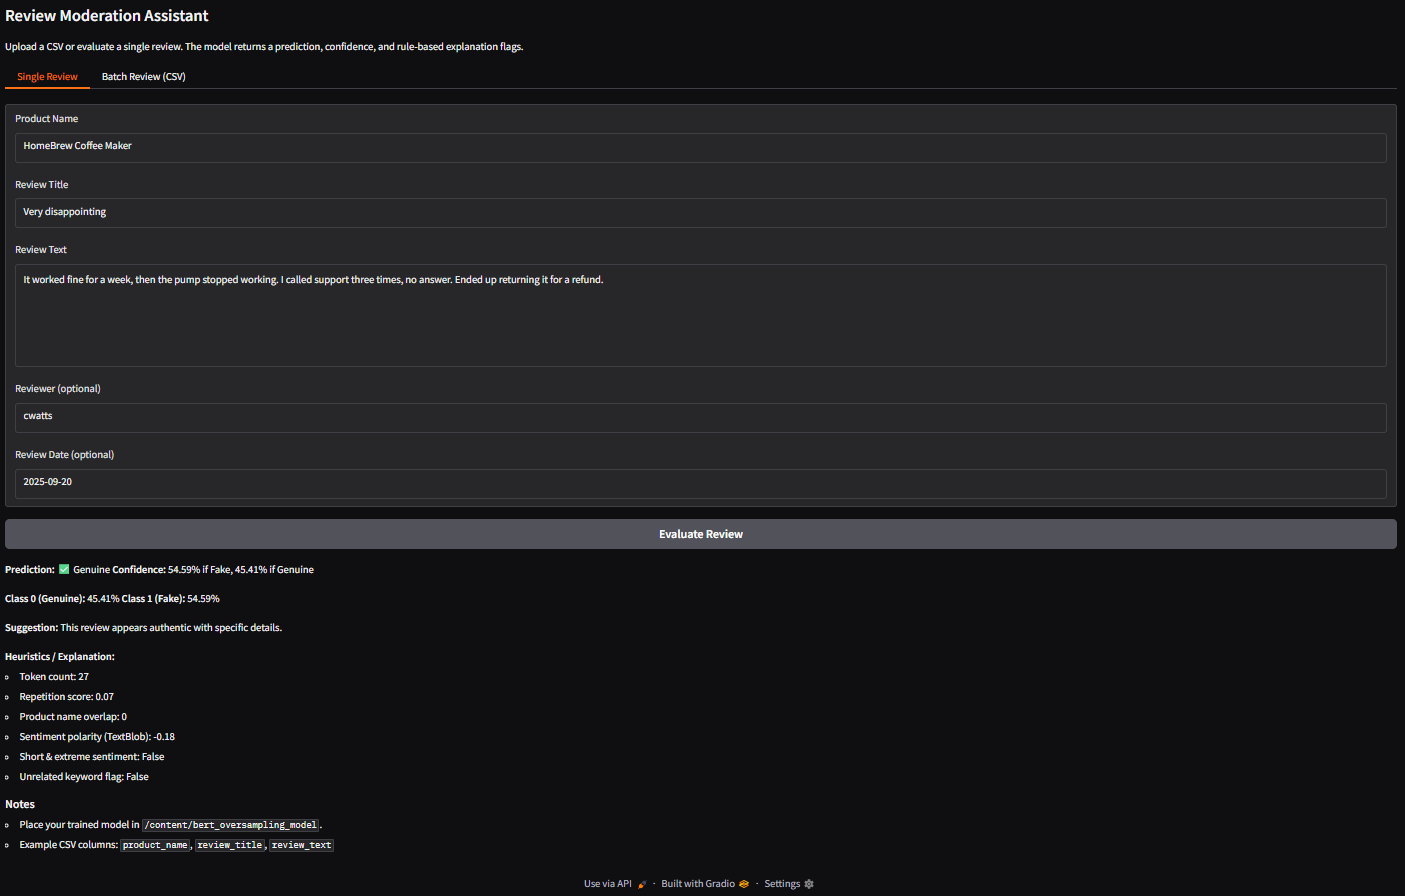 Review Moderation Assistant
Upload a CSV or evaluate a single review. The model returns a prediction, confidence, and rule-based explanation flags.
Single Review Batch Review (CSV)
Product Name
HomeBrew Coffee Maker
Review Title
Very disappointing
Review Text
It worked fine for a week, then the pump stopped working. I called support three times, no answer. Ended up returning it for a refund.
Reviewer (optional)
cwatts
Review Date (optional)
2025-09-20
Evaluate Review
Prediction: ✅ Genuine Confidence: 54.59% if Fake, 45.41% if Genuine
Class 0 (Genuine): 45.41% Class 1 (Fake): 54.59%
Suggestion: This review appears authentic with specific details.
Heuristics / Explanation:
Token count: 27
Repetition score: 0.07
Product name overlap: 0
Sentiment polarity (TextBlob): -0.18
Short & extreme sentiment: False
Unrelated keyword flag: False
Notes
Place your trained model in /content/bert_oversampling_model.
Example CSV columns: product_name, review_title, review_text
Use via API · Built with Gradio · Settings